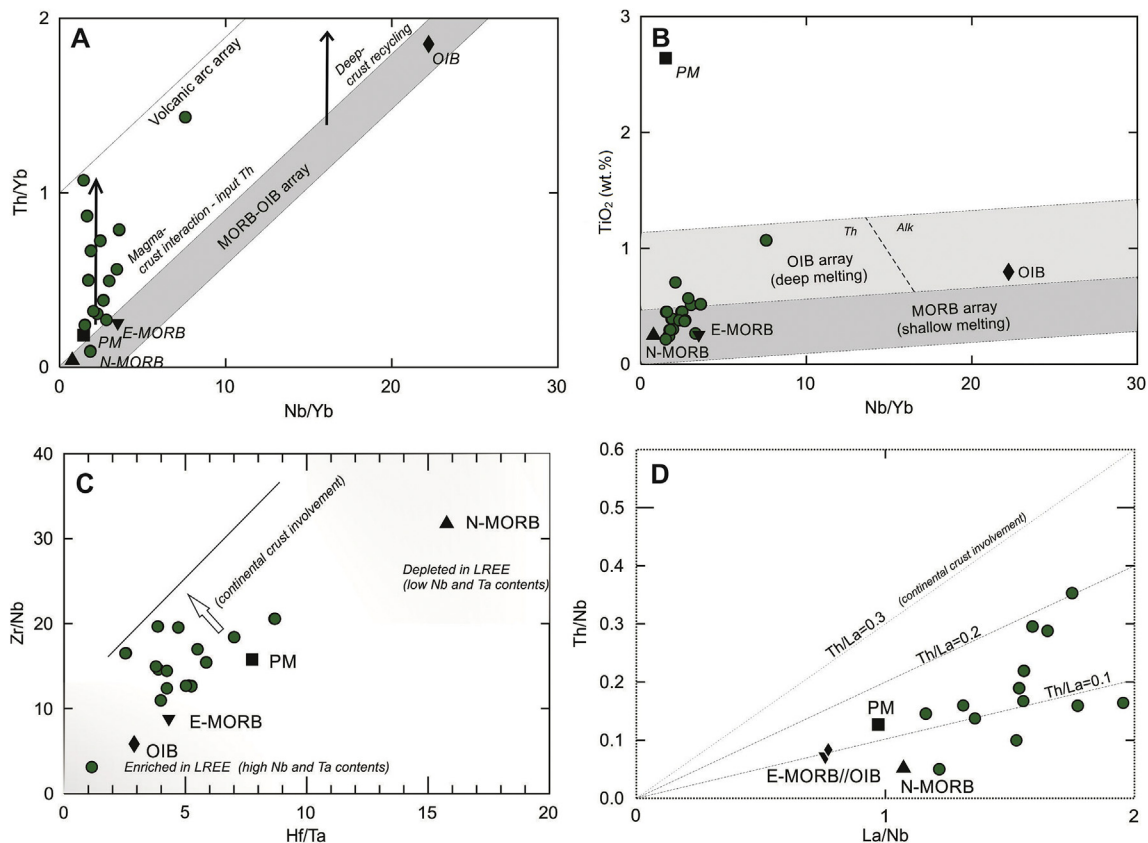 A
2
1
0
Th/Yb
0
10
20
30
Nb/Yb
Volcanic arc array
Magma-
crust interaction - input Th
MORB-OIB array
Deep-
crust recycling
OIB
E-MORB
PM
N-MORB
B
3
2
1
0
TiO2 (wt.%)
0
10
20
30
Nb/Yb
PM
Th
Alk
OIB array
(deep melting)
OIB
MORB array
(shallow melting)
E-MORB
N-MORB
C
40
30
20
10
0
Zr/Nb
0
5
10
15
20
Hf/Ta
(continental crust involvement)
N-MORB
Depleted in LREE
(low Nb and Ta contents)
PM
E-MORB
OIB
Enriched in LREE (high Nb and Ta contents)
D
0.6
0.5
0.4
0.3
0.2
0.1
0.0
Th/Nb
0
1
2
La/Nb
(continental crust involvement)
Th/La=0.3
Th/La=0.2
Th/La=0.1
PM
E-MORB//OIB
N-MORB